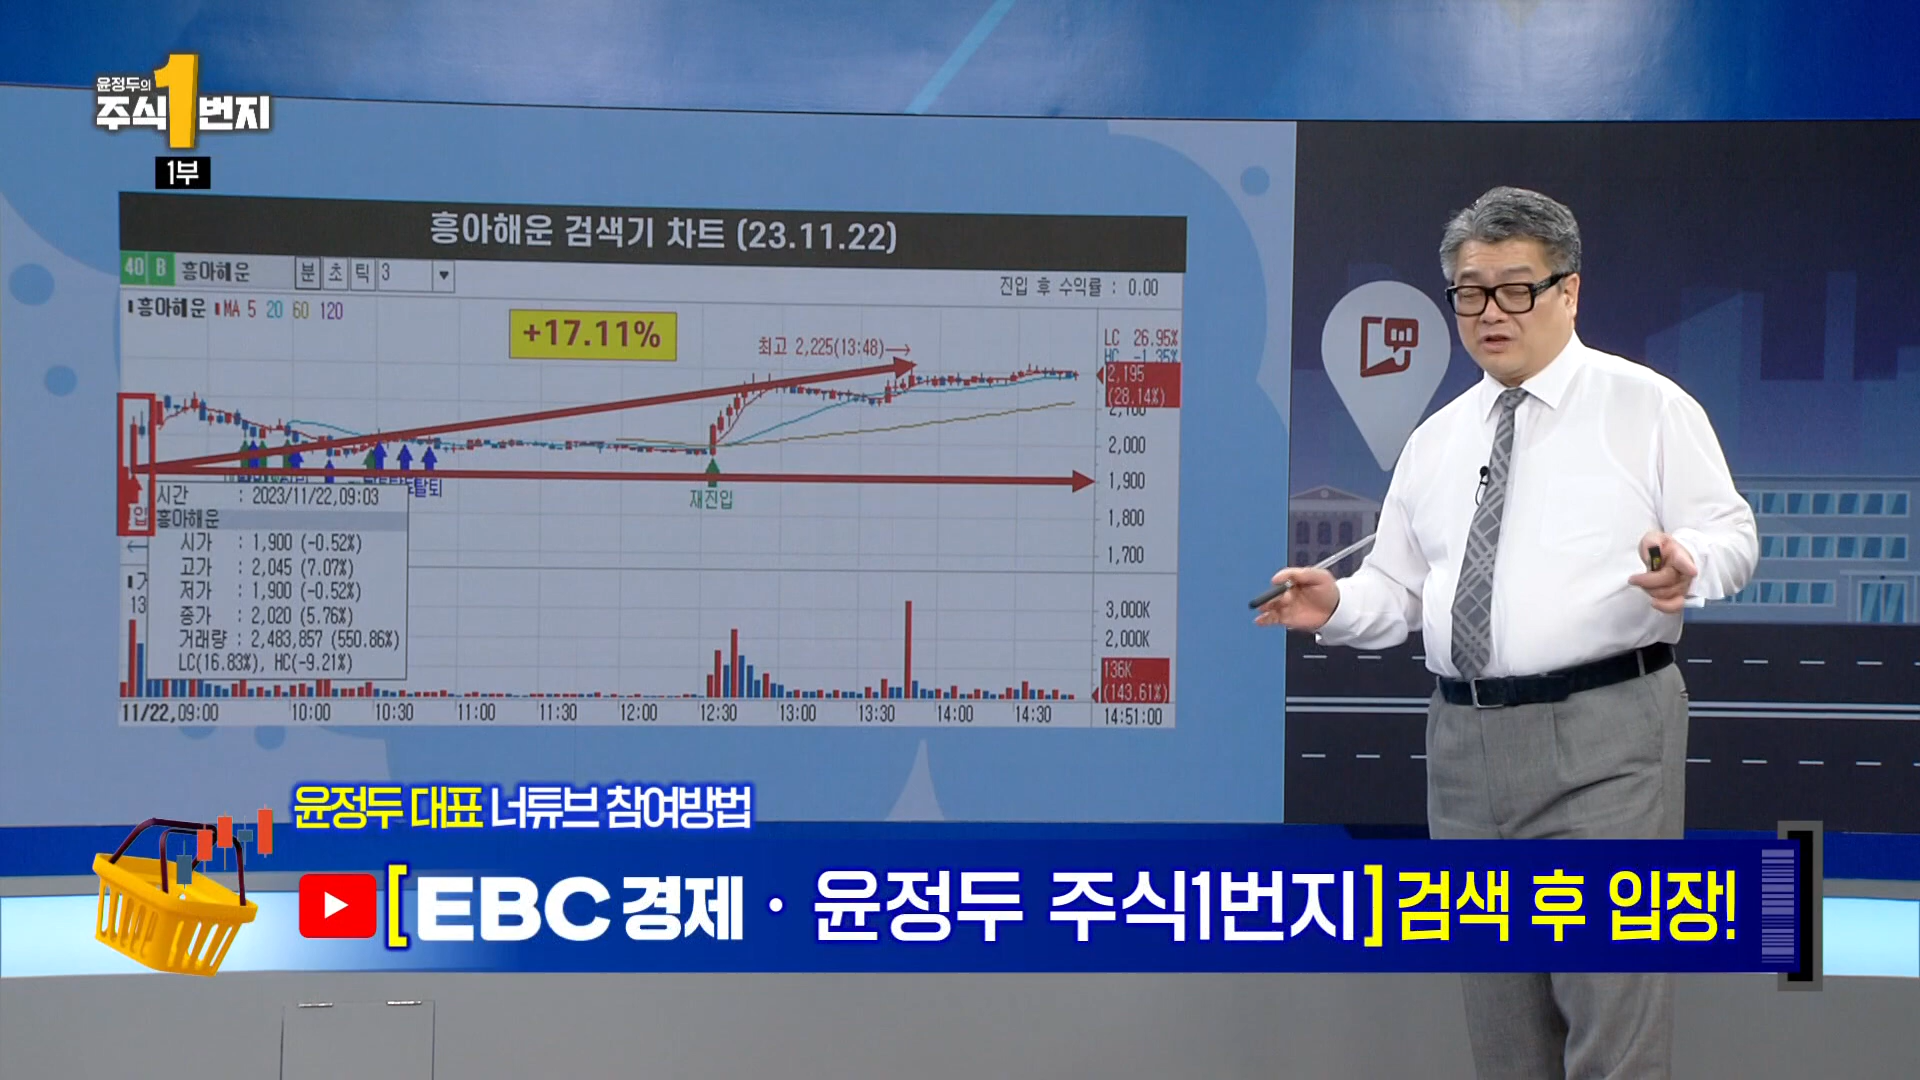 윤정두의
주식1번지
1부
흥아해운 검색기 차트 (23.11.22)
40 B 흥아해운 분 초 틱 3
진입 후 수익률 : 0.00
흥아해운 MA 5 20 60 120
+17.11%
최고 2,225(13:48)
LC 26.95%
HC -1.35%
2,195
(28.14%)
2,100
2,000
1,900
1,800
1,700
재진입
시간 : 2023/11/22,09:03
흥아해운
시가 : 1,900 (-0.52%)
고가 : 2,045 (7.07%)
저가 : 1,900 (-0.52%)
종가 : 2,020 (5.76%)
거래량 : 2,483,857 (550.86%)
LC(16.83%), HC(-9.21%)
3,000K
2,000K
136K
(143.61%)
11/22,09:00 10:00 10:30 11:00 11:30 12:00 12:30 13:00 13:30 14:00 14:30 14:51:00
윤정두 대표 너튜브 참여방법
[EBC 경제 · 윤정두 주식1번지] 검색 후 입장!